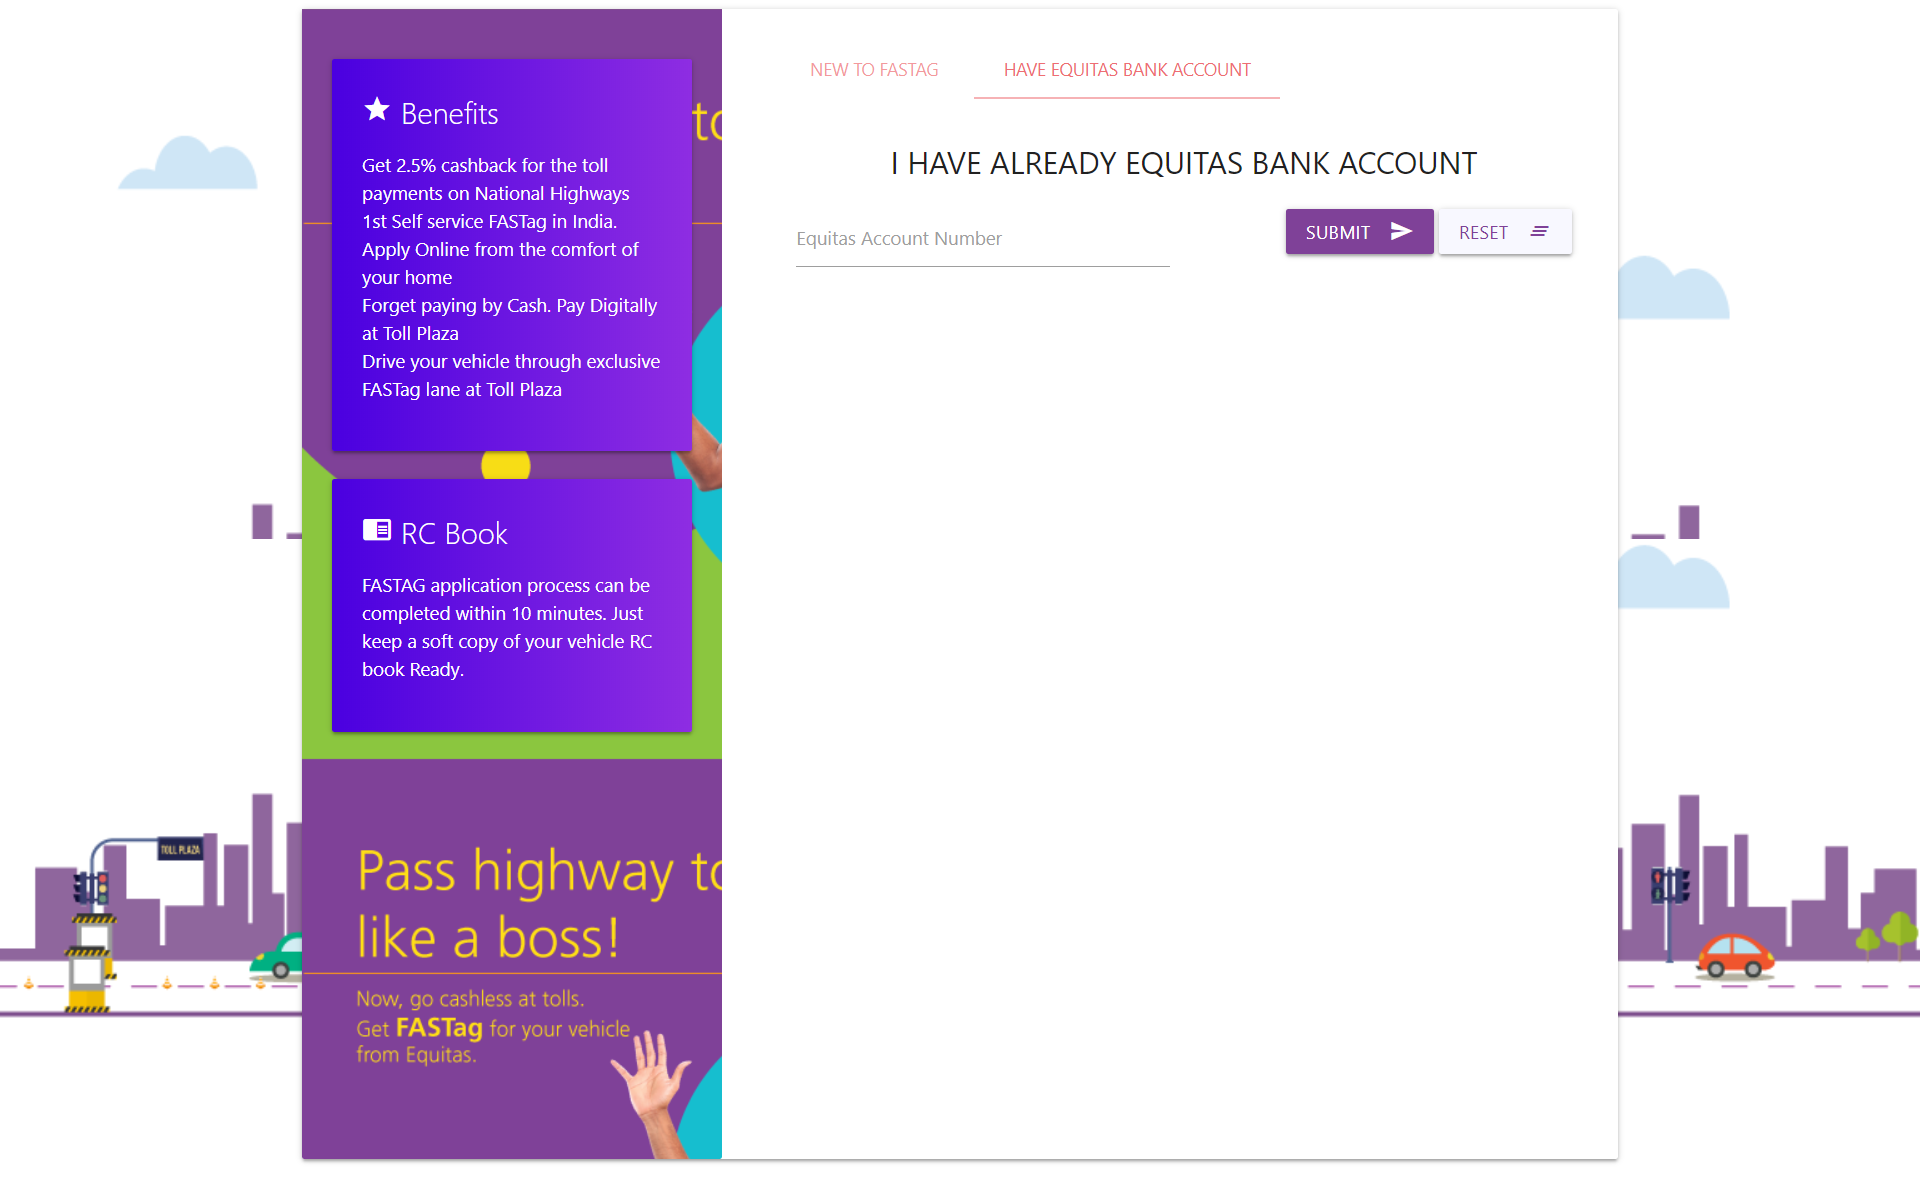 Benefits
Get 2.5% cashback for the toll
payments on National Highways
1st Self service FASTag in India.
Apply Online from the comfort of
your home
Forget paying by Cash. Pay Digitally
at Toll Plaza
Drive your vehicle through exclusive
FASTag lane at Toll Plaza
RC Book
FASTAG application process can be
completed within 10 minutes. Just
keep a soft copy of your vehicle RC
book Ready.
Pass highway to
like a boss!
Now, go cashless at tolls.
Get FASTag for your vehicle
from Equitas.
NEW TO FASTAG
HAVE EQUITAS BANK ACCOUNT
I HAVE ALREADY EQUITAS BANK ACCOUNT
Equitas Account Number
SUBMIT
RESET
TOLL PLAZA